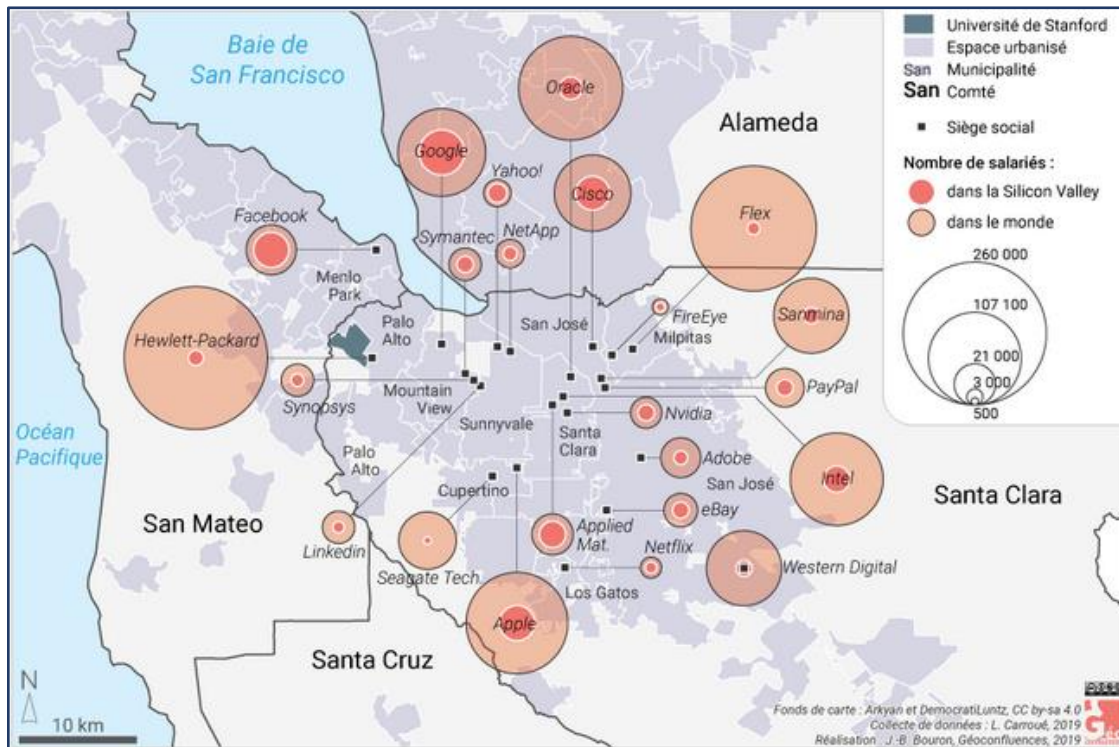 Baie de
San Francisco
Océan
Pacifique
Oracle
Google
Yahoo!
Cisco
Symantec
NetApp
Facebook
Menlo
Park
Alameda
Flex
FireEye
Sanmina
Hewlett-Packard
Palo
Alto
San José
Milpitas
Synopsys
Mountain
View
Sunnyvale
Santa
Clara
PayPal
Nvidia
Adobe
San José
Intel
Palo
Alto
Cupertino
eBay
Santa Clara
San Mateo
Linkedin
Seagate Tech.
Applied
Mat.
Netflix
Western Digital
Los Gatos
Apple
Santa Cruz
Université de Stanford
Espace urbanisé
San Municipalité
San Comté
Siège social
Nombre de salariés :
dans la Silicon Valley
dans le monde
260 000
107 100
21 000
3 000
500
N
10 km
Fonds de carte : Arkyan et DemocratiLuntz, CC by-sa 4.0
Collecte de données : L. Carroué, 2019
Réalisation : J.-B. Bouron, Géoconfluences, 2019